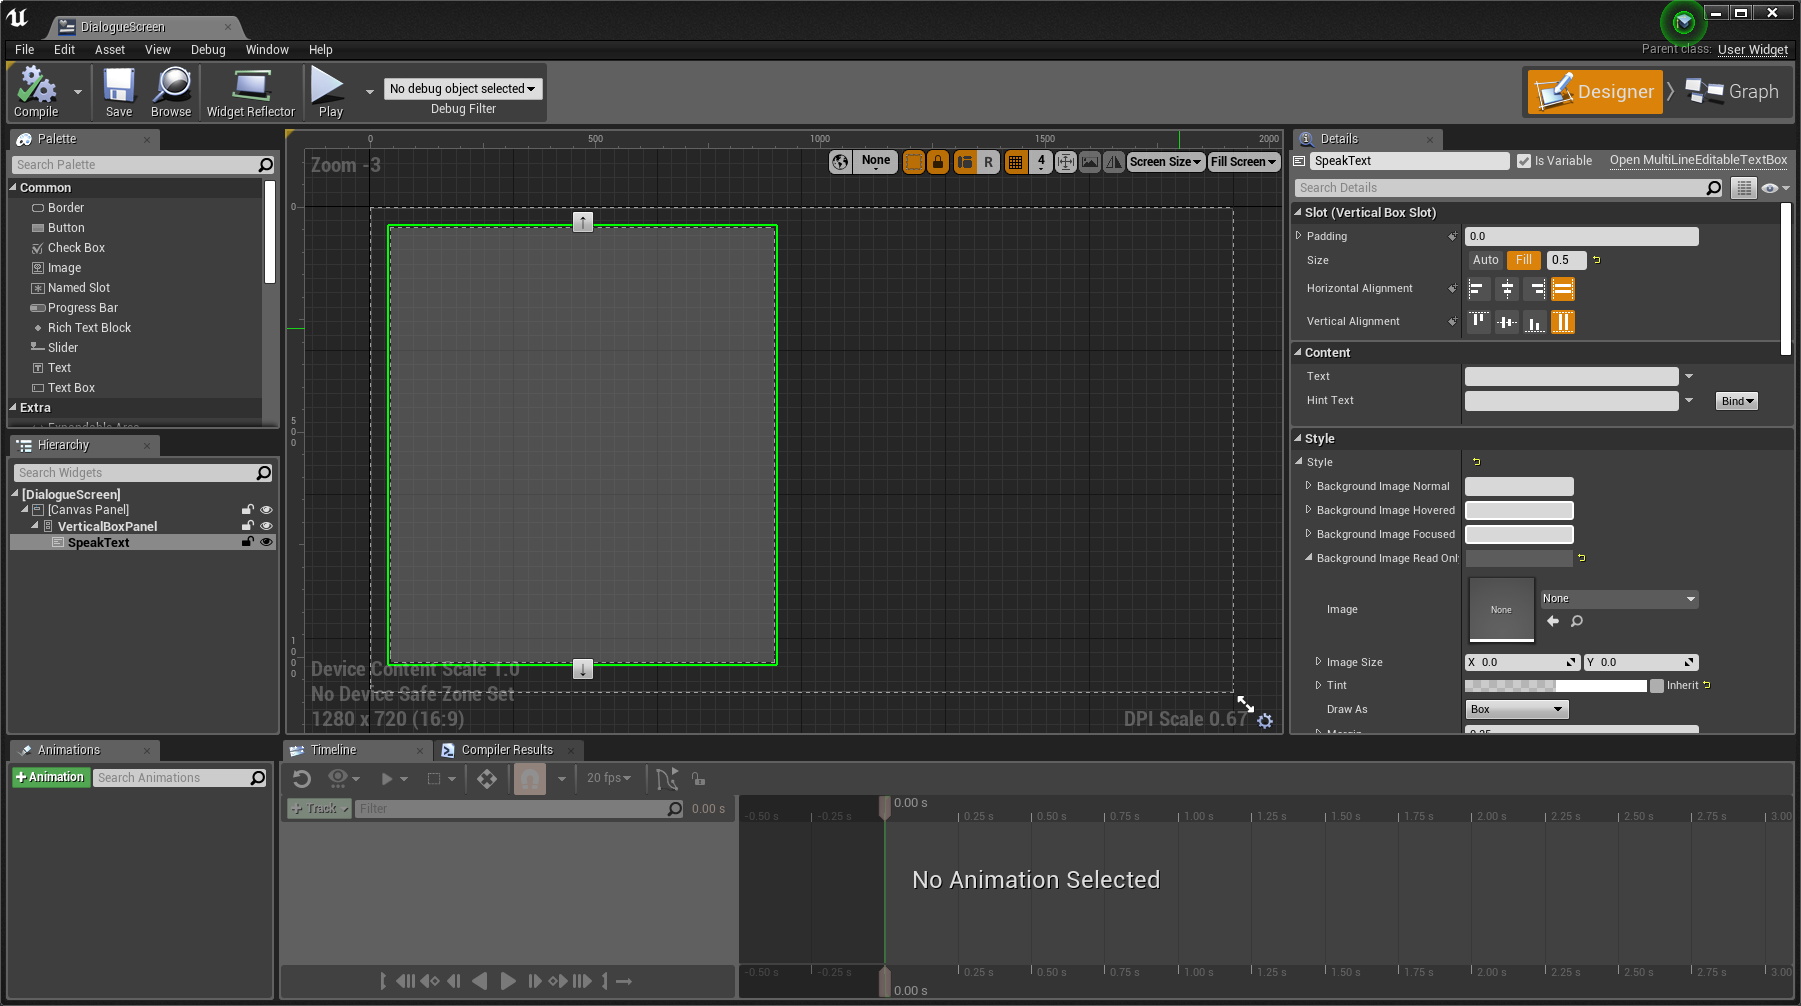 DialogueScreen
File Edit Asset View Debug Window Help
Parent class: User Widget
Compile
Save
Browse
Widget Reflector
Play
No debug object selected
Debug Filter
Designer
Graph
Palette
Search Palette
Common
Border
Button
Check Box
Image
Named Slot
Progress Bar
Rich Text Block
Slider
Text
Text Box
Extra
Expandable Area
Hierarchy
Search Widgets
[DialogueScreen]
[Canvas Panel]
VerticalBoxPanel
SpeakText
0 500 1000 1500 2000
Zoom -3
None
R
4
Screen Size
Fill Screen
0
500
1000
Device Content Scale 1.0
No Device Safe Zone Set
1280 x 720 (16:9)
DPI Scale 0.67
Details
SpeakText
Is Variable
Open MultiLineEditableTextBox
Search Details
Slot (Vertical Box Slot)
Padding 0.0
Size Auto Fill 0.5
Horizontal Alignment
Vertical Alignment
Content
Text
Hint Text Bind
Style
Style
Background Image Normal
Background Image Hovered
Background Image Focused
Background Image Read Onl
Image None None
Image Size X 0.0 Y 0.0
Tint Inherit
Draw As Box
Margin 0.25
Animations
+Animation
Search Animations
Timeline
Compiler Results
20 fps
+ Track
Filter
0.00 s
0.00 s
-0.50 s -0.25 s 0.25 s 0.50 s 0.75 s 1.00 s 1.25 s 1.50 s 1.75 s 2.00 s 2.25 s 2.50 s 2.75 s 3.00
No Animation Selected
-0.50 s -0.25 s 0.25 s 0.50 s 0.75 s 1.00 s 1.25 s 1.50 s 1.75 s 2.00 s 2.25 s 2.50 s 2.75 s 3.00
0.00 s